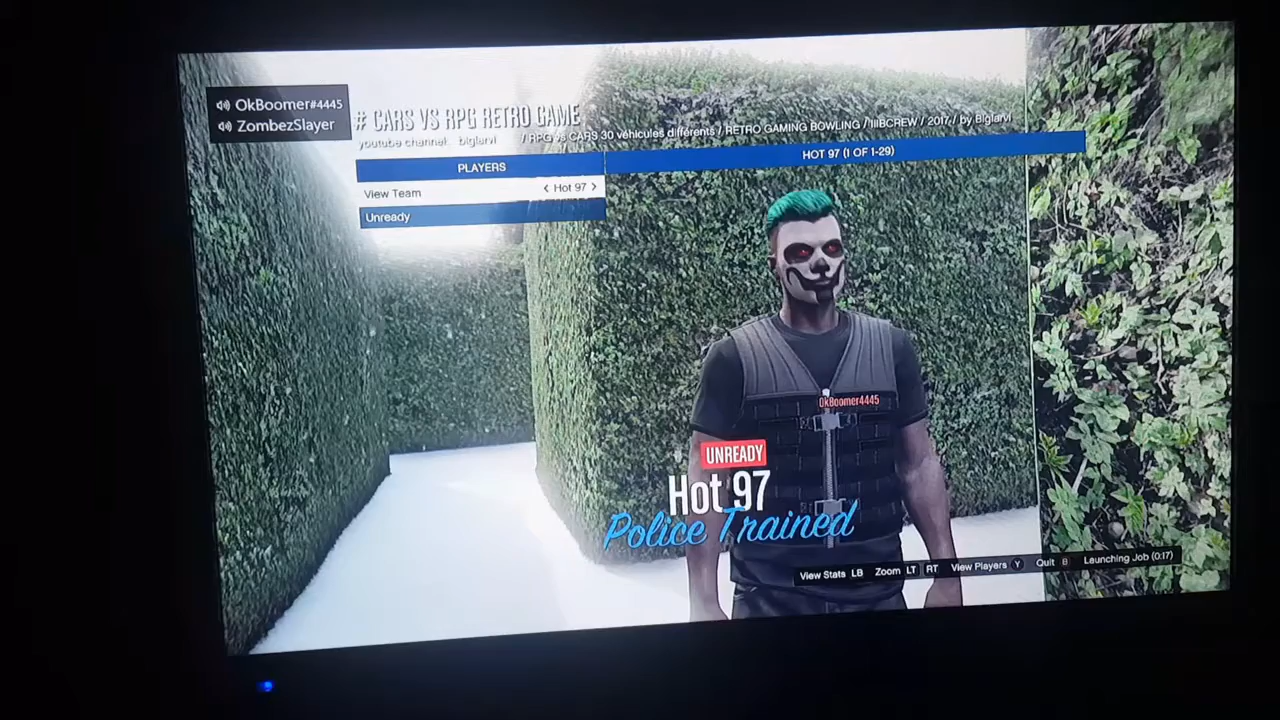 OkBoomer#4445
ZombezSlayer
# CARS VS RPG RETRO GAME
youtube channel: biglarvi / RPG vs CARS 30 véhicules différents / RETRO GAMING BOWLING / IIIBCREW / 2017 / by Biglarvi
PLAYERS
HOT 97 (1 OF 1-29)
View Team
Hot 97
Unready
OkBoomer4445
UNREADY
Hot 97
Police Trained
View Stats LB Zoom LT RT View Players Y Quit B Launching Job (0:17)